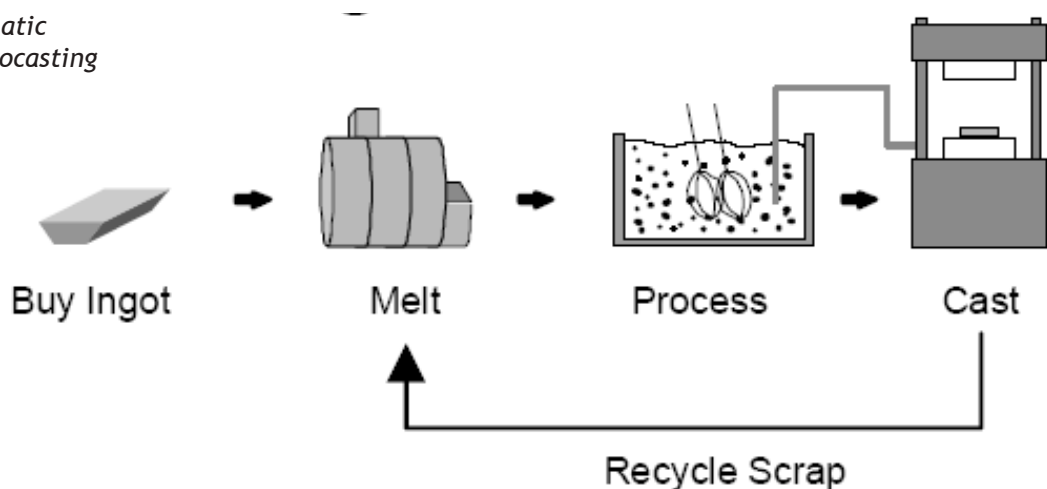 atic
ocasting
Buy Ingot
Melt
Process
Cast
Recycle Scrap